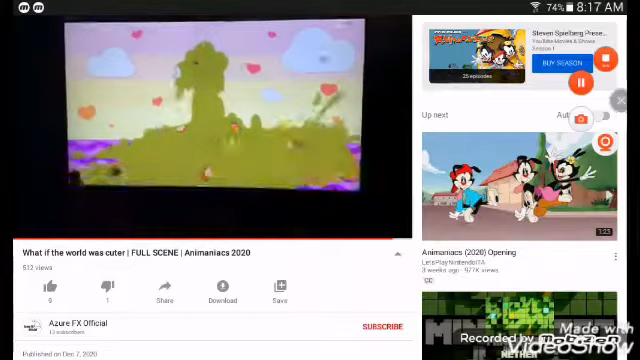 74% 8:17 AM
Steven Spielberg Prese...
YouTube Movies & Shows
Season 1
BUY SEASON
25 episodes
Up next
1:23
What if the world was cuter | FULL SCENE | Animaniacs 2020
512 views
9
1
Share
Download
Save
Animaniacs (2020) Opening
LetsPlayNintendoITA
3 weeks ago - 977K views
CC
Azure FX Official
SUBSCRIBE
Published on Dec 7, 2020
Made with
Recorded by
VideoShow
NETHER